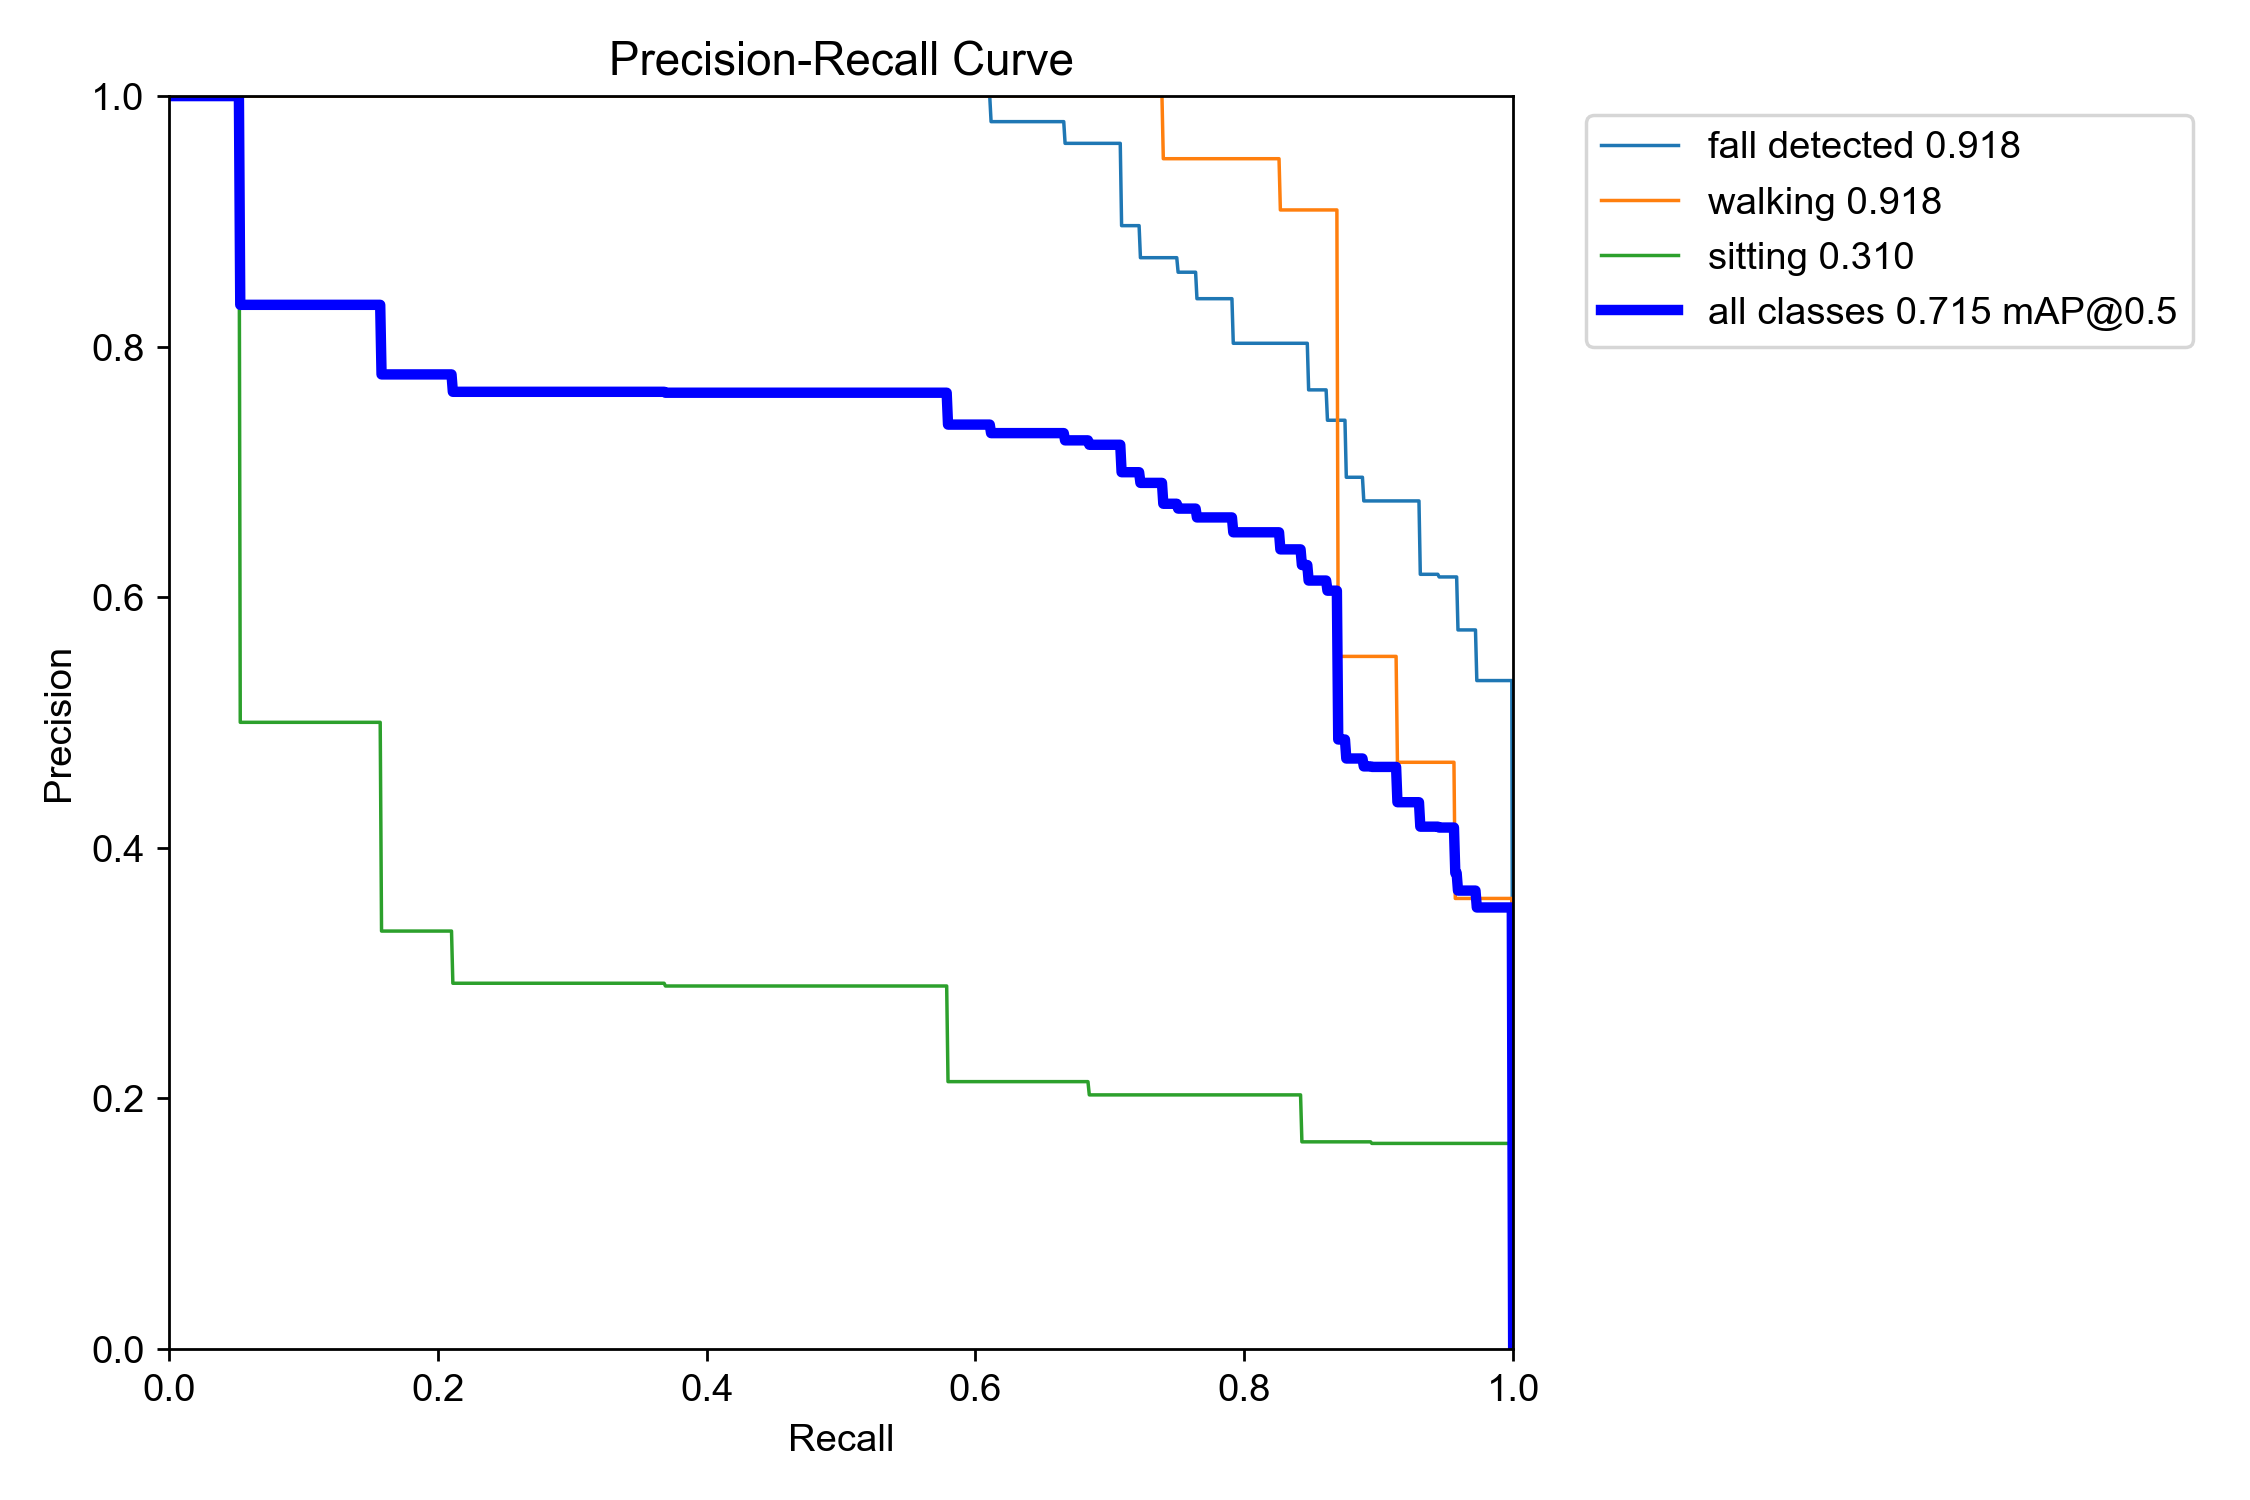 Precision-Recall Curve
1.0
0.8
0.6
0.4
0.2
0.0
Precision
0.0 0.2 0.4 0.6 0.8 1.0
Recall
fall detected 0.918
walking 0.918
sitting 0.310
all classes 0.715 mAP@0.5